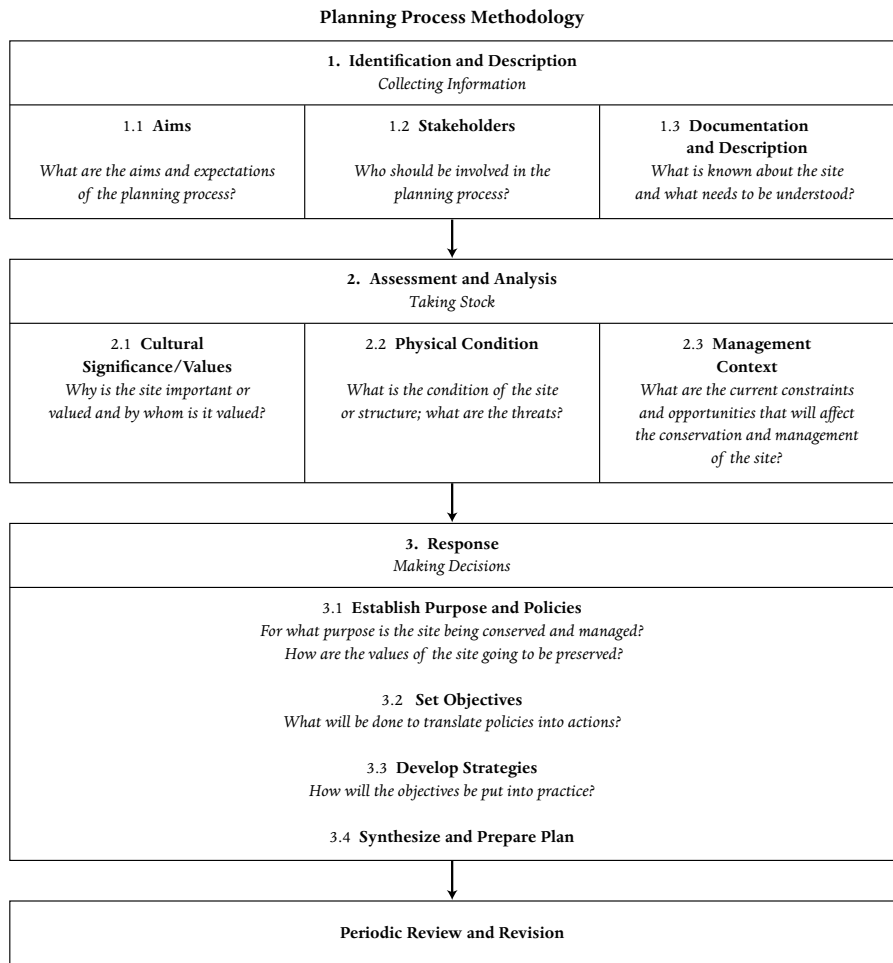 Planning Process Methodology
1. Identification and Description
Collecting Information
1.1 Aims
What are the aims and expectations
of the planning process?
1.2 Stakeholders
Who should be involved in the
planning process?
1.3 Documentation
and Description
What is known about the site
and what needs to be understood?
2. Assessment and Analysis
Taking Stock
2.1 Cultural
Significance/Values
Why is the site important or
valued and by whom is it valued?
2.2 Physical Condition
What is the condition of the site
or structure; what are the threats?
2.3 Management
Context
What are the current constraints
and opportunities that will affect
the conservation and management
of the site?
3. Response
Making Decisions
3.1 Establish Purpose and Policies
For what purpose is the site being conserved and managed?
How are the values of the site going to be preserved?
3.2 Set Objectives
What will be done to translate policies into actions?
3.3 Develop Strategies
How will the objectives be put into practice?
3.4 Synthesize and Prepare Plan
Periodic Review and Revision